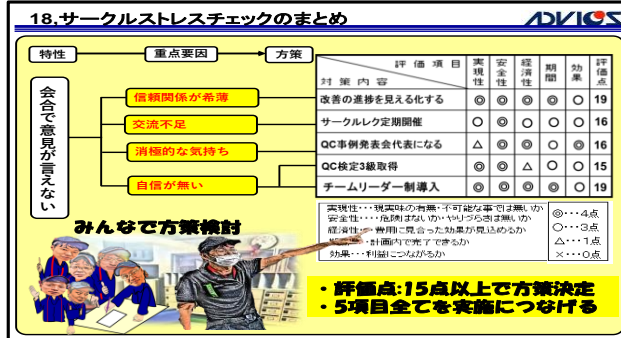 18,サークルストレスチェックのまとめ
ADVICS
特性
重点要因
方策
会合で意見が言えない
信頼関係が希薄
交流不足
消極的な気持ち
自信が無い
評価項目 実現性 安全性 経済性 期間 効果 評価点
対策内容
改善の進捗を見える化する ◎ ◎ ◎ ◎ ○ 19
サークルレク定期開催 ○ ◎ ○ ○ ○ 16
QC事例発表会代表になる △ ◎ ◎ ○ ◎ 16
QC検定3級取得 ◎ ◎ △ ○ ○ 15
チームリーダー制導入 ◎ ◎ ◎ ◎ ○ 19
みんなで方策検討
実現性・・・現実味の有無・不可能な事では無いか
安全性・・・危険はないか・やりづらさは無いか
経済性・・・費用に見合った効果が見込めるか
・・・計画内で完了できるか
効果・・・利益につながるか
◎・・・4点
○・・・3点
△・・・1点
×・・・0点
・評価点:15点以上で方策決定
・5項目全てを実施につなげる